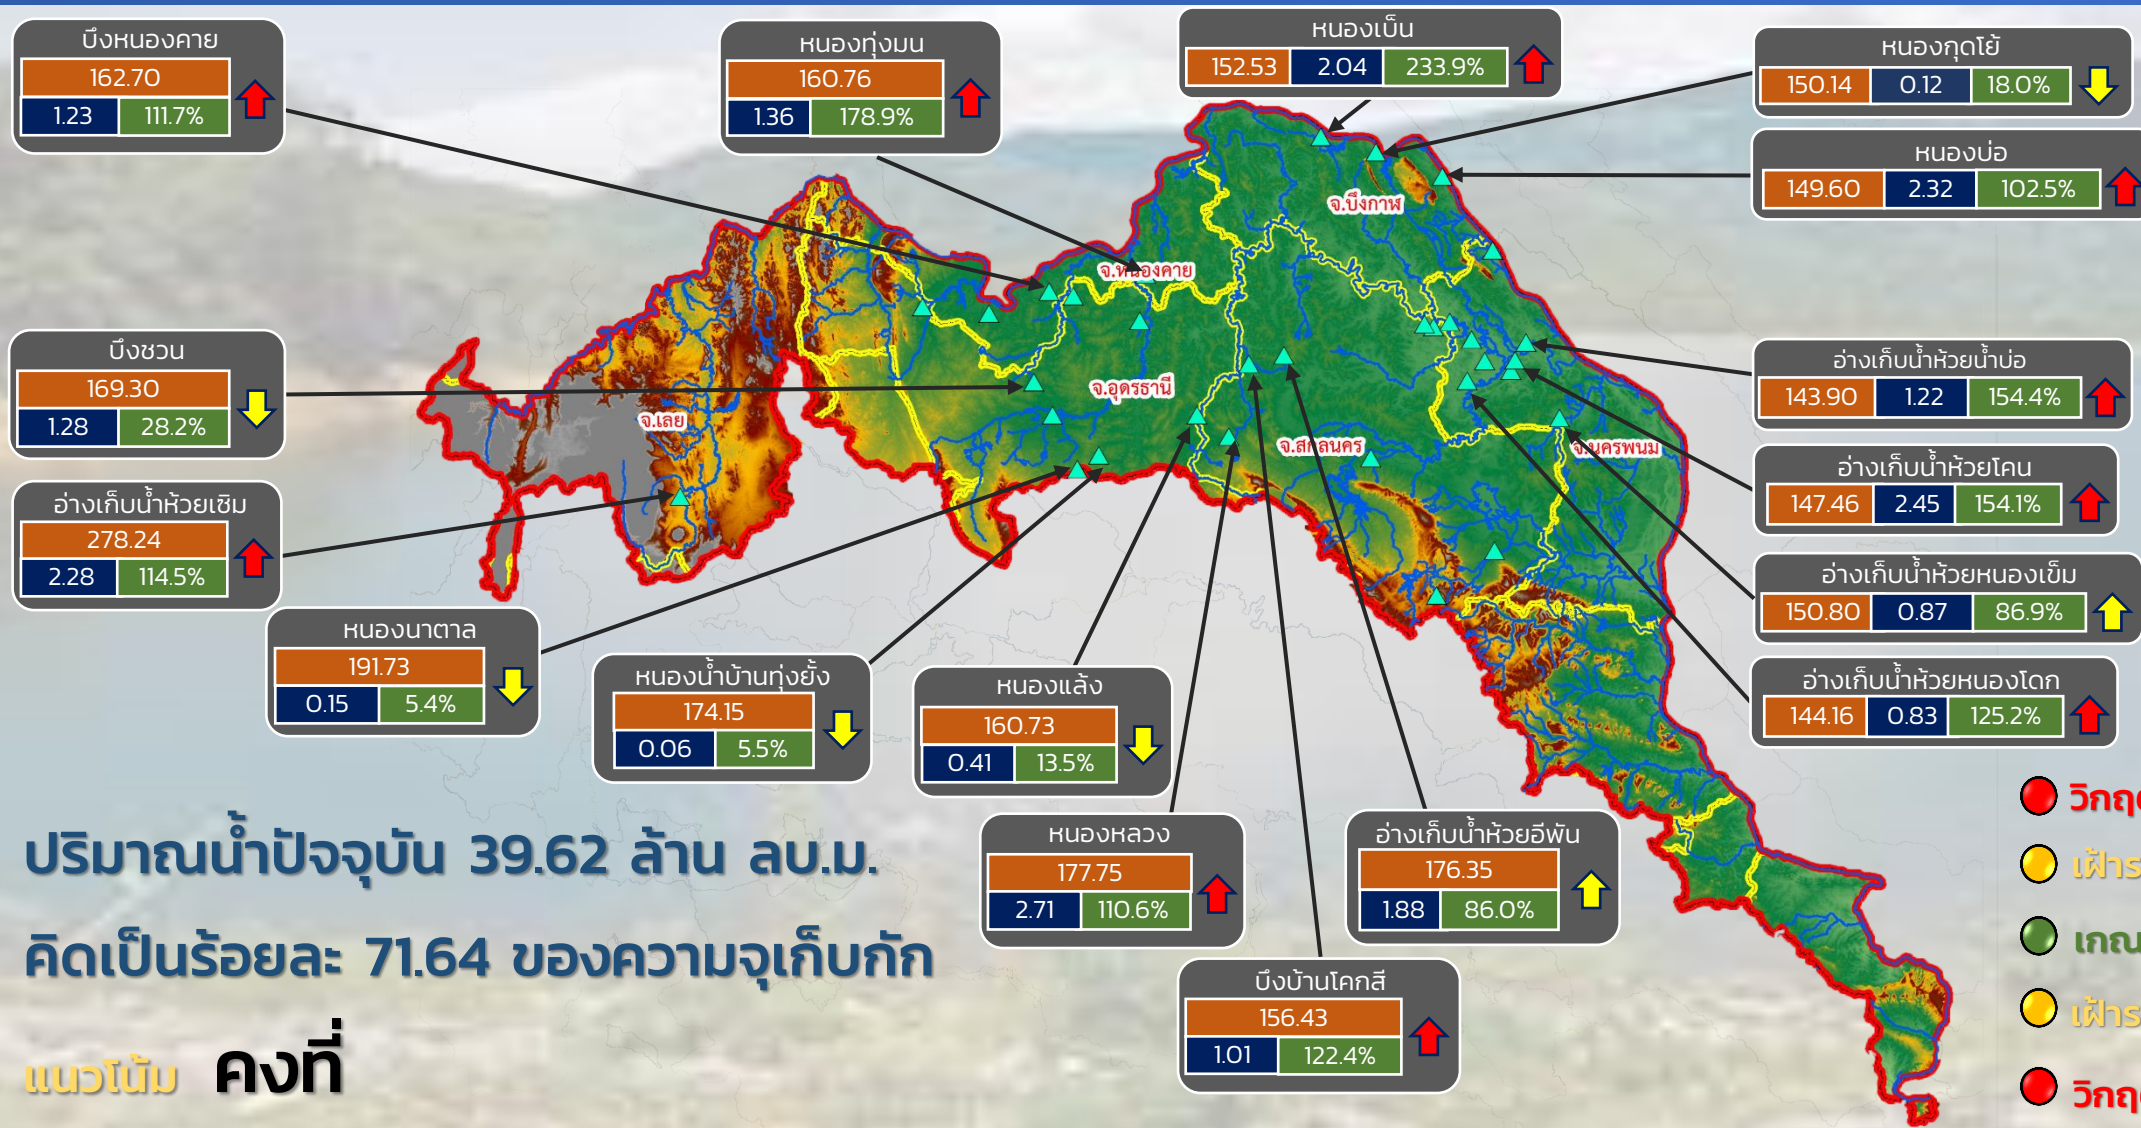 บึงหนองคาย
162.70
1.23 111.7%
หนองทุ่งมน
160.76
1.36 178.9%
หนองเบ็น
152.53 2.04 233.9%
หนองกุดโย้
150.14 0.12 18.0%
หนองบ่อ
149.60 2.32 102.5%
จ.บึงกาฬ
จ.หนองคาย
บึงชวน
169.30
1.28 28.2%
จ.อุดรธานี
จ.เลย
จ.สกลนคร
จ.นครพนม
อ่างเก็บน้ำห้วยน้ำบ่อ
143.90 1.22 154.4%
อ่างเก็บน้ำห้วยโคน
147.46 2.45 154.1%
อ่างเก็บน้ำห้วยเซิม
278.24
2.28 114.5%
อ่างเก็บน้ำห้วยหนองเข็ม
150.80 0.87 86.9%
หนองนาตาล
191.73
0.15 5.4%
หนองน้ำบ้านทุ่งยั้ง
174.15
0.06 5.5%
หนองแล้ง
160.73
0.41 13.5%
อ่างเก็บน้ำห้วยหนองโดก
144.16 0.83 125.2%
หนองหลวง
177.75
2.71 110.6%
อ่างเก็บน้ำห้วยอีพัน
176.35
1.88 86.0%
บึงบ้านโคกสี
156.43
1.01 122.4%
ปริมาณน้ำปัจจุบัน 39.62 ล้าน ลบ.ม.
คิดเป็นร้อยละ 71.64 ของความจุเก็บกัก
แนวโน้ม คงที่